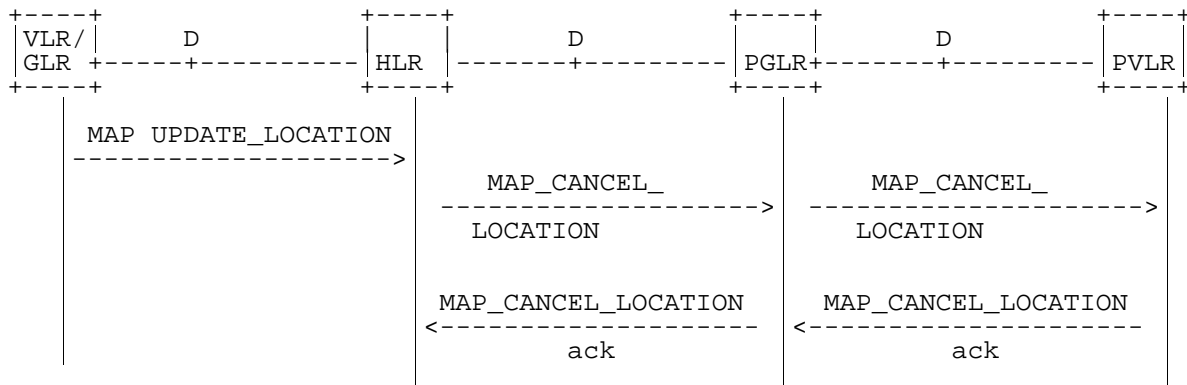 VLR/ D D D
GLR HLR PGLR PVLR
MAP UPDATE_LOCATION
MAP_CANCEL_ MAP_CANCEL_
LOCATION LOCATION
MAP_CANCEL_LOCATION MAP_CANCEL_LOCATION
ack ack